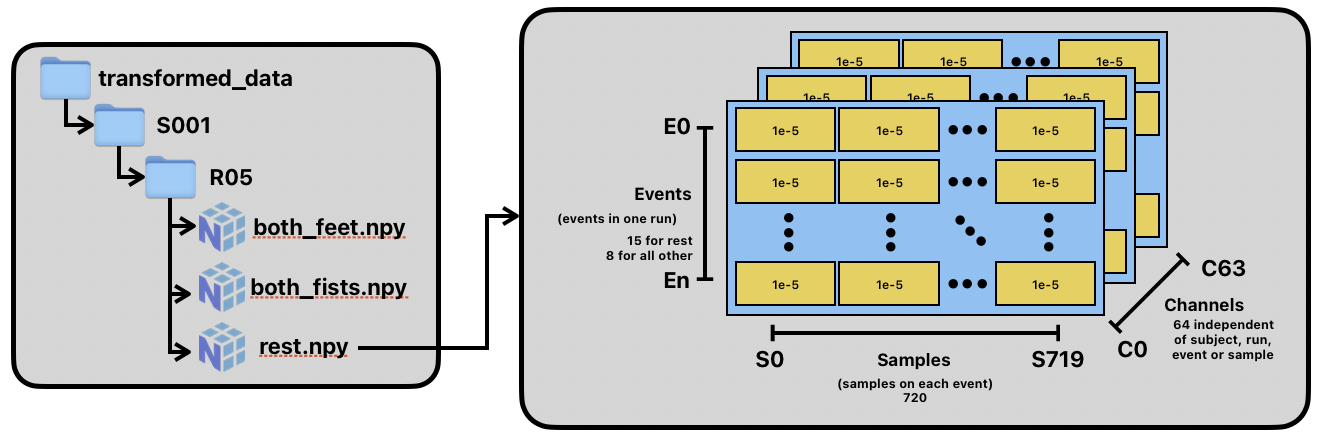 transformed_data
S001
R05
both_feet.npy
both_fists.npy
rest.npy
1e-5 1e-5 1e-5
1e-5 1e-5 1e-5
E0
1e-5 1e-5 1e-5
1e-5 1e-5 1e-5
Events
(events in one run)
15 for rest
8 for all other
En
1e-5 1e-5 1e-5
C63
Channels
64 independent
of subject, run,
event or sample
C0
S0
Samples
S719
(samples on each event)
720